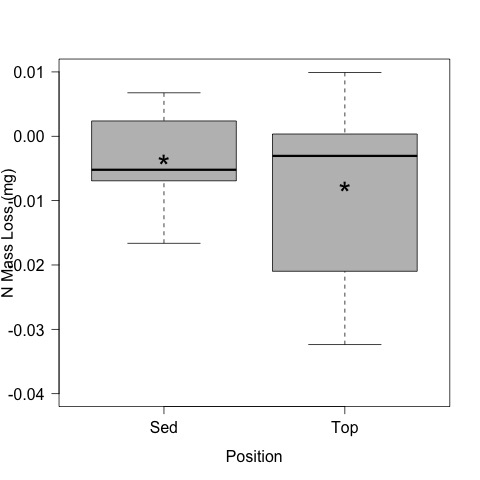 0.01
0.00
-0.01
-0.02
-0.03
-0.04
N Mass Loss (mg)
*
*
Sed Top
Position